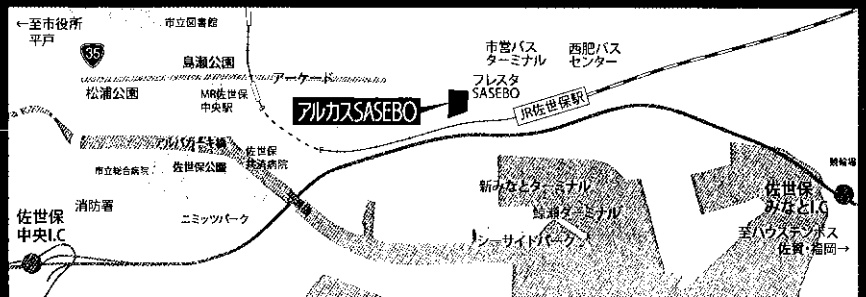 ←至市役所
平戸
市立図書館
35
島瀬公園
松浦公園
アーケード
MR佐世保
中央駅
市営バス
ターミナル
西肥バス
センター
フレスタ
SASEBO
アルカスSASEBO
JR佐世保駅
アルバカーキ橋
市立総合病院
佐世保公園
佐世保
共済病院
消防署
ニミッツパーク
佐世保
中央I.C
新みなとターミナル
鯨瀬ターミナル
シーサイドパーク
競輪場
佐世保
みなとI.C
至ハウステンボス
佐賀・福岡→